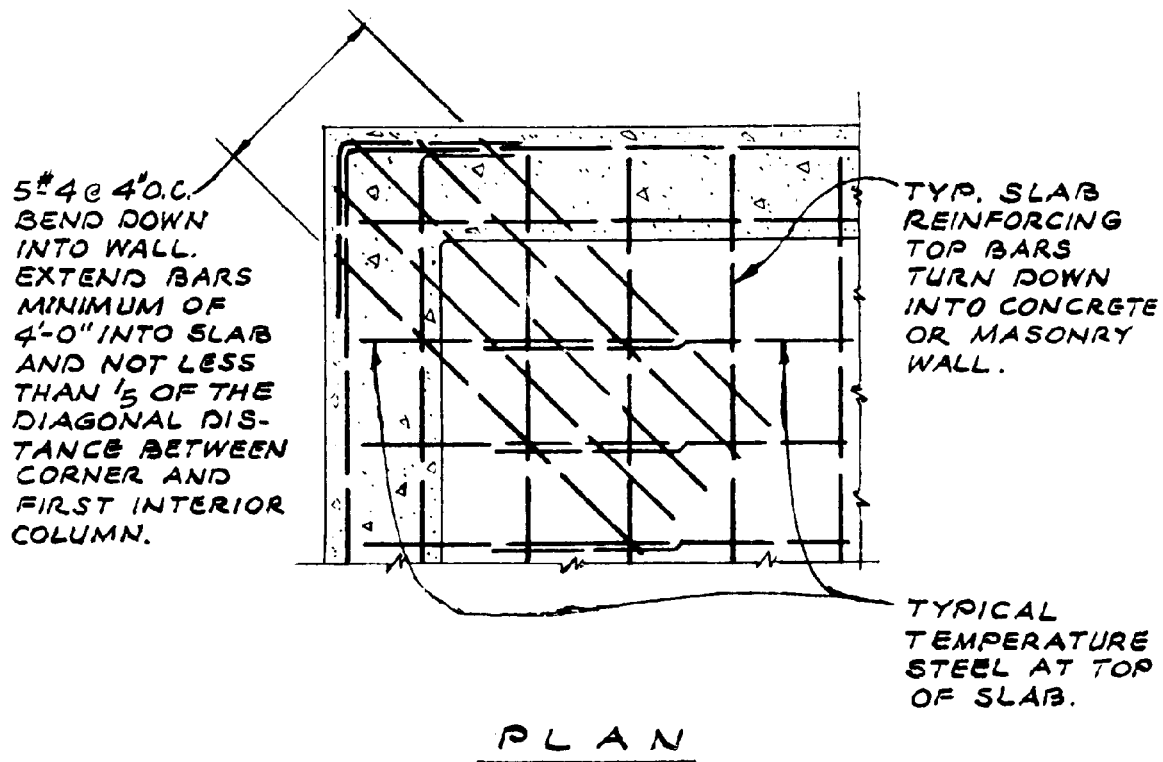 5#4 @ 4"O.C.
BEND DOWN
INTO WALL.
EXTEND BARS
MINIMUM OF
4'-0" INTO SLAB
AND NOT LESS
THAN 1/5 OF THE
DIAGONAL DIS-
TANCE BETWEEN
CORNER AND
FIRST INTERIOR
COLUMN.
TYP. SLAB
REINFORCING
TOP BARS
TURN DOWN
INTO CONCRETE
OR MASONRY
WALL.
TYPICAL
TEMPERATURE
STEEL AT TOP
OF SLAB.
PLAN